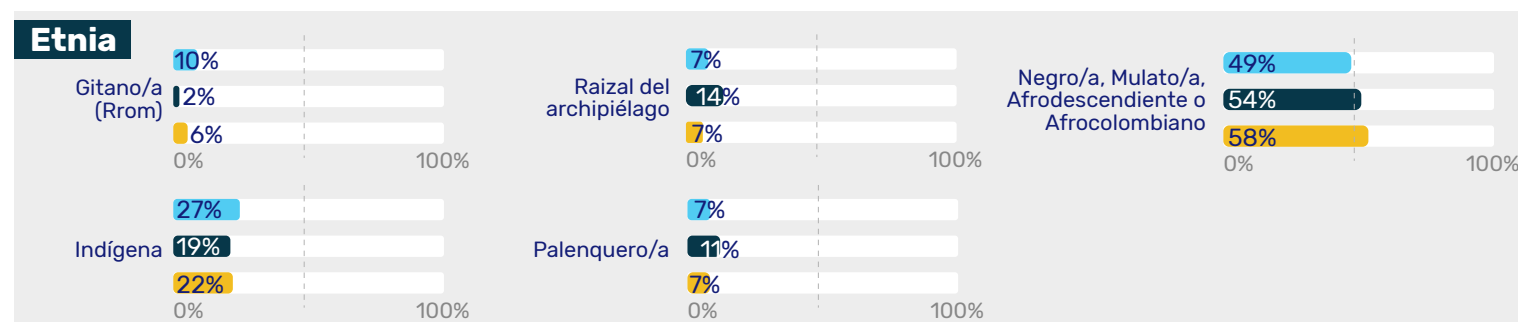 Etnia
Gitano/a
(Rrom)
10%
2%
6%
0% 100%
Raizal del
archipiélago
7%
14%
7%
0% 100%
Negro/a, Mulato/a,
Afrodescendiente o
Afrocolombiano
49%
54%
58%
0% 100%
Indígena
27%
19%
22%
0% 100%
Palenquero/a
7%
11%
7%
0% 100%